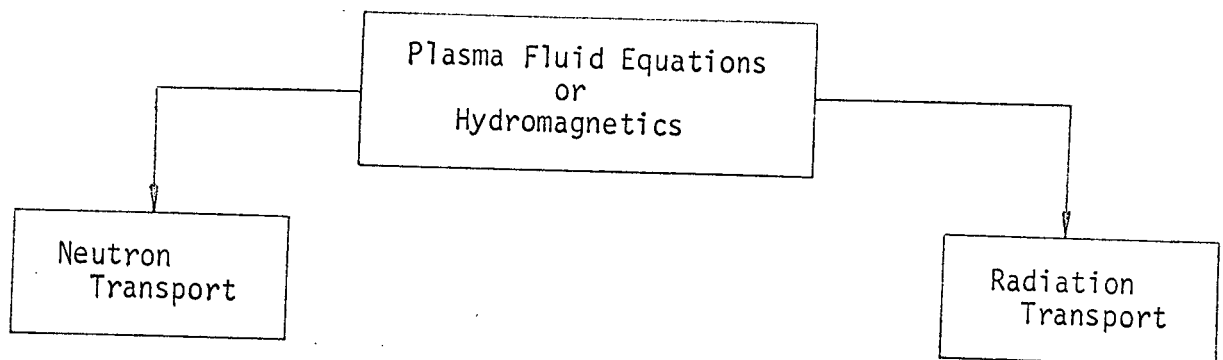 Plasma Fluid Equations
or
Hydromagnetics
Neutron
Transport
Radiation
Transport